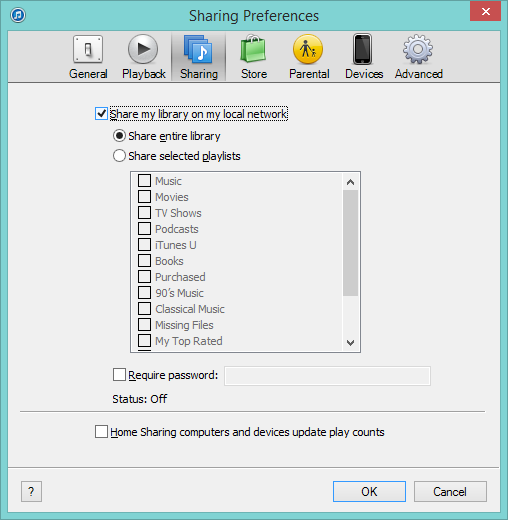 Sharing Preferences
General Playback Sharing Store Parental Devices Advanced
Share my library on my local network
Share entire library
Share selected playlists
Music
Movies
TV Shows
Podcasts
iTunes U
Books
Purchased
90's Music
Classical Music
Missing Files
My Top Rated
Require password:
Status: Off
Home Sharing computers and devices update play counts
? OK Cancel